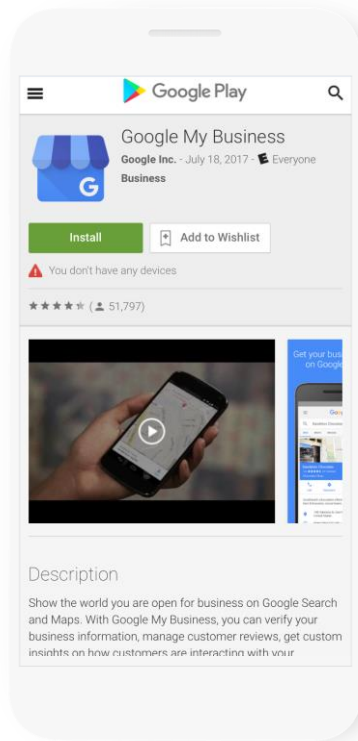 Google Play
Google My Business
Google Inc. - July 18, 2017 - E Everyone
Business
G
Install
Add to Wishlist
You don't have any devices
(51,797)
Get your bus
on Google
Description
Show the world you are open for business on Google Search
and Maps. With Google My Business, you can verify your
business information, manage customer reviews, get custom
insights on how customers are interacting with your